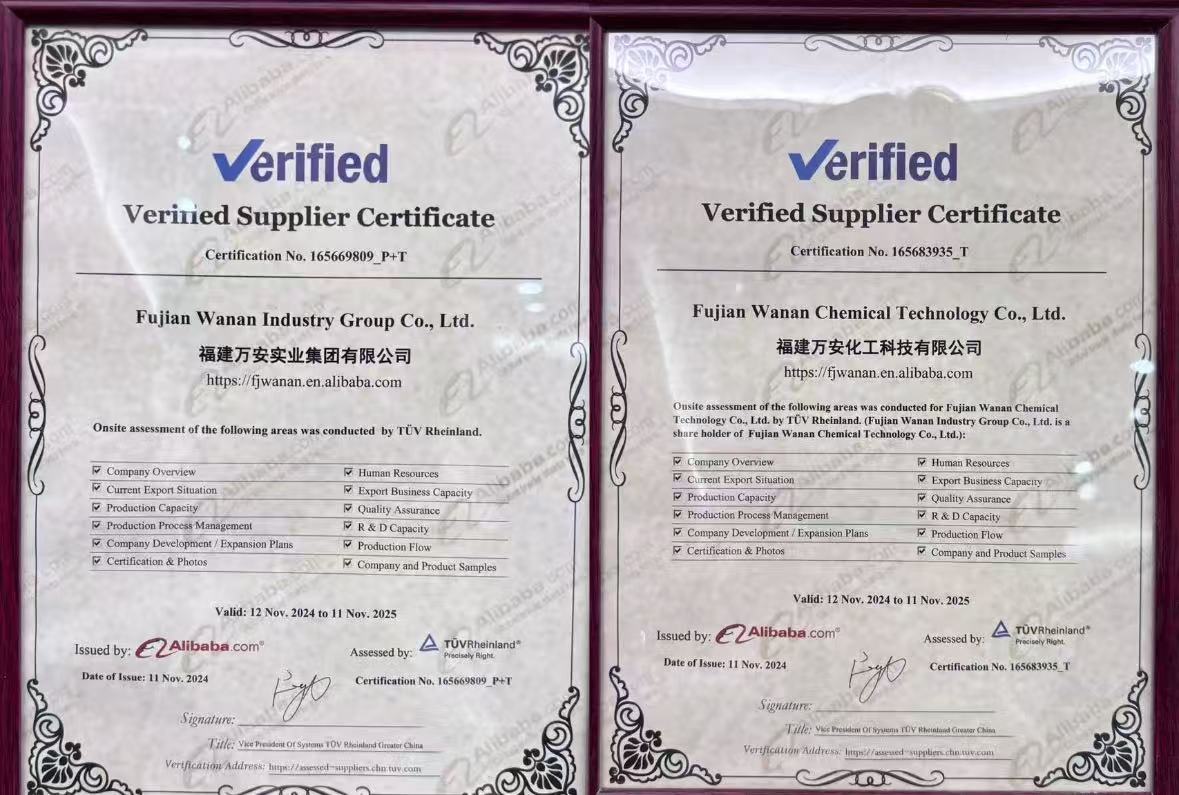 Verified
Verified Supplier Certificate
Certification No. 165669809_P+T
Fujian Wanan Industry Group Co., Ltd.
福建万安实业集团有限公司
https://fjwanan.en.alibaba.com
Onsite assessment of the following areas was conducted by TÜV Rheinland.
Company Overview
Human Resources
Current Export Situation
Export Business Capacity
Production Capacity
Quality Assurance
Production Process Management
R & D Capacity
Company Development / Expansion Plans
Production Flow
Certification & Photos
Company and Product Samples
Valid: 12 Nov. 2024 to 11 Nov. 2025
Issued by: Alibaba.com®
Assessed by: TÜVRheinland®
Precisely Right.
Date of Issue: 11 Nov. 2024
Certification No. 165669809_P+T
Signature:
Title: Vice President Of Systems TÜV Rheinland Greater China
Verification Address: https://assessed-suppliers.chn.tuv.com
Verified
Verified Supplier Certificate
Certification No. 165683935_T
Fujian Wanan Chemical Technology Co., Ltd.
福建万安化工科技有限公司
https://fjwanan.en.alibaba.com
Onsite assessment of the following areas was conducted for Fujian Wanan Chemical
Technology Co., Ltd. by TÜV Rheinland. (Fujian Wanan Industry Group Co., Ltd. is a
share holder of Fujian Wanan Chemical Technology Co., Ltd.):
Company Overview
Human Resources
Current Export Situation
Export Business Capacity
Production Capacity
Quality Assurance
Production Process Management
R & D Capacity
Company Development / Expansion Plans
Production Flow
Certification & Photos
Company and Product Samples
Valid: 12 Nov. 2024 to 11 Nov. 2025
Issued by: Alibaba.com®
Assessed by: TÜVRheinland®
Precisely Right.
Date of Issue: 11 Nov. 2024
Certification No. 165683935_T
Signature:
Title: Vice President Of Systems TÜV Rheinland Greater China
Verification Address: https://assessed-suppliers.chn.tuv.com